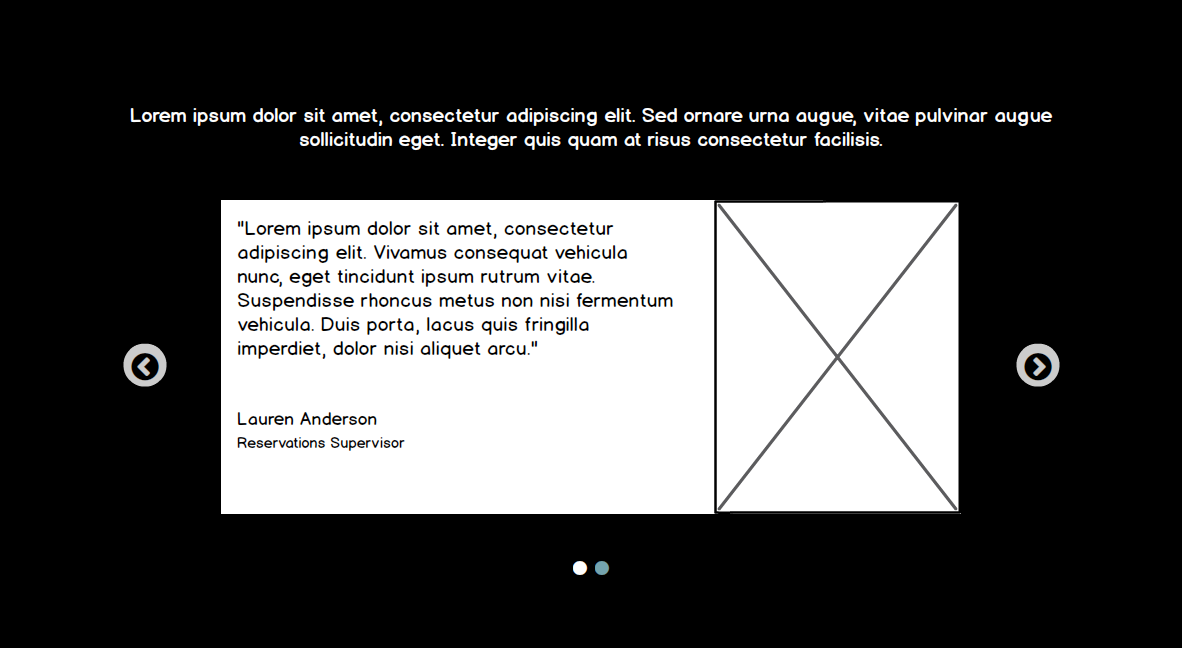 Lorem ipsum dolor sit amet, consectetur adipiscing elit. Sed ornare urna augue, vitae pulvinar augue
sollicitudin eget. Integer quis quam at risus consectetur facilisis.
"Lorem ipsum dolor sit amet, consectetur
adipiscing elit. Vivamus consequat vehicula
nunc, eget tincidunt ipsum rutrum vitae.
Suspendisse rhoncus metus non nisi fermentum
vehicula. Duis porta, lacus quis fringilla
imperdiet, dolor nisi aliquet arcu."
Lauren Anderson
Reservations Supervisor